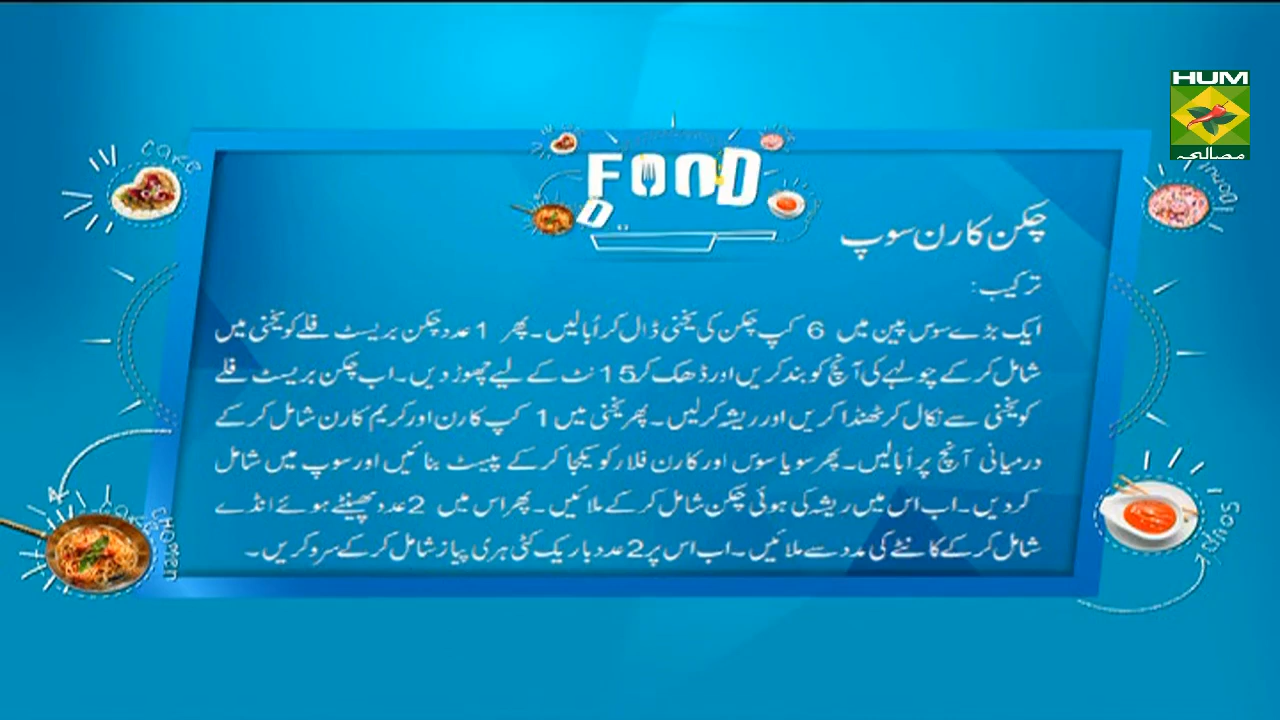 HUM
مصالحہ
FOOD
D..
چکن کارن سوپ
ترکیب:
ایک بڑے سوس پین میں 6 کپ چکن کی یخنی ڈال کر اُبالیں۔ پھر 1 عدد چکن بریسٹ فلے کو یخنی میں
شامل کر کے چولہے کی آنچ کو بند کریں اور ڈھک کر 15 نٹ کے لیے چھوڑ دیں۔ اب چکن بریسٹ فلے
کو یخنی سے نکال کر ٹھنڈا کریں اور ریشہ کر لیں۔ پھر یخنی میں 1 کپ کارن اور کریم کارن شامل کر کے
درمیانی آنچ پر اُبالیں۔ پھر سویا سوس اور کارن فلار کو یکجا کر کے پیسٹ بنائیں اور سوپ میں شامل
کر دیں۔ اب اس میں ریشہ کی ہوئی چکن شامل کر کے ملائیں۔ پھر اس میں 2 عدد پھینٹے ہوئے انڈے
شامل کر کے کانٹے کی مدد سے ملائیں۔ اب اس پر 2 عدد باریک کٹی ہری پیاز شامل کر کے سرو کریں۔
CAKE
SOUP